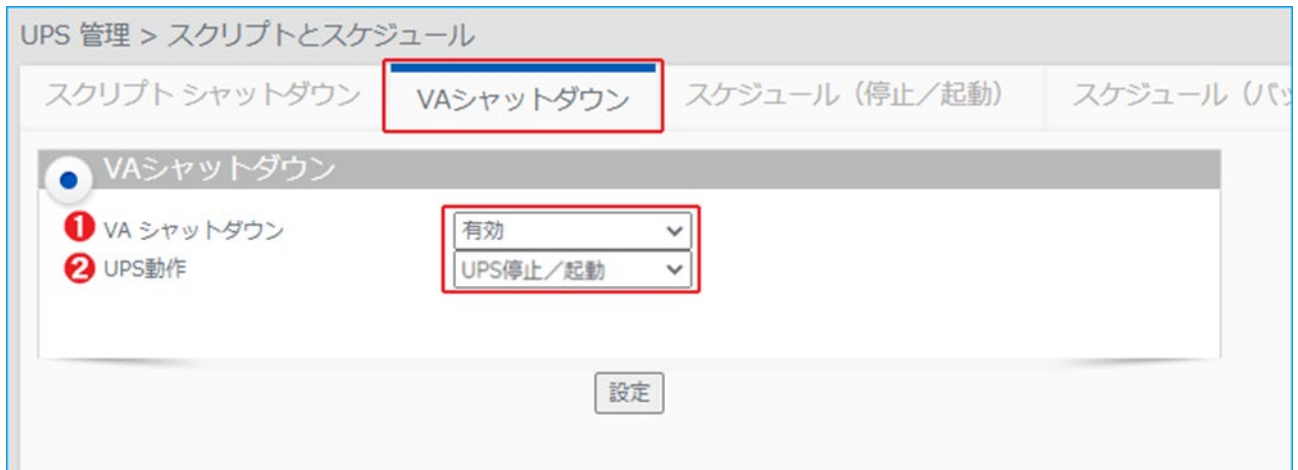 UPS 管理 > スクリプトとスケジュール
スクリプト シャットダウン VAシャットダウン スケジュール（停止／起動） スケジュール（バッ
VAシャットダウン
❶ VA シャットダウン 有効
❷ UPS動作 UPS停止／起動
設定